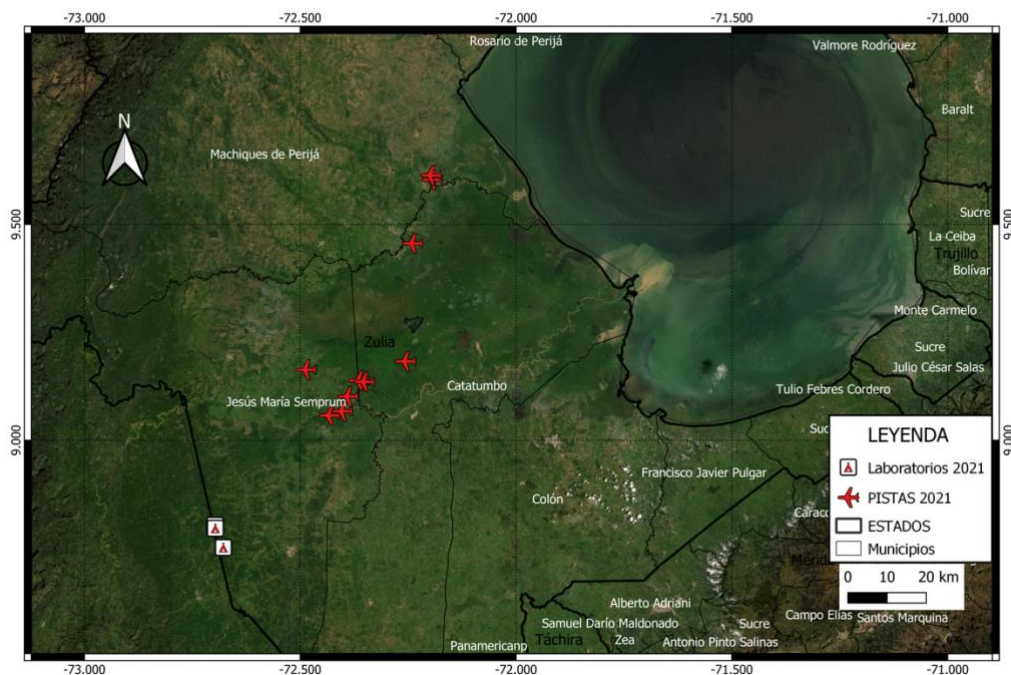 -73.000 -72.500 -72.000 -71.500 -71.000
Rosario de Perijá
Valmore Rodríguez
Baralt
N
Machiques de Perijá
9.500
9.500
Sucre
La Ceiba
Trujillo
Bolívar
Monte Carmelo
Zulia
Sucre
Julio César Salas
Catatumbo
Tulio Febres Cordero
Jesús María Semprum
9.000
9.000
Francisco Javier Pulgar
Colón
LEYENDA
Laboratorios 2021
PISTAS 2021
ESTADOS
Municipios
0 10 20 km
Alberto Adriani
Campo Elías
Santos Marquina
Samuel Darío Maldonado
Sucre
Táchira
Zea
Antonio Pinto Salinas
Panamericanp
-73.000 -72.500 -72.000 -71.500 -71.000